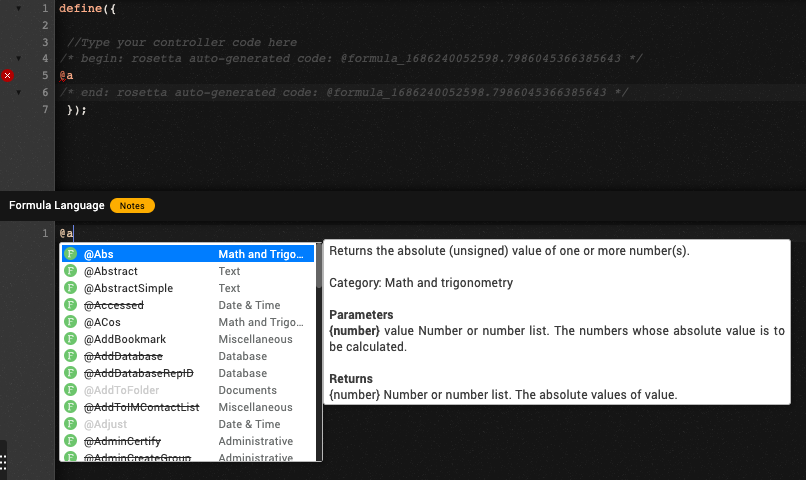 1 define({
2
3 //Type your controller code here
4 /* begin: rosetta auto-generated code: @formula_1686240052598.7986045366385643 */
5 @a
6 /* end: rosetta auto-generated code: @formula_1686240052598.7986045366385643 */
7 });
Formula Language Notes
1 @a
F @Abs Math and Trigo...
F @Abstract Text
F @AbstractSimple Text
F @Accessed Date & Time
F @ACos Math and Trigo...
F @AddBookmark Miscellaneous
F @AddDatabase Database
F @AddDatabaseRepID Database
F @AddToFolder Documents
F @AddToIMContactList Miscellaneous
F @Adjust Date & Time
F @AdminCertify Administrative
F @AdminCreateGroup Administrative
Returns the absolute (unsigned) value of one or more number(s).
Category: Math and trigonometry
Parameters
{number} value Number or number list. The numbers whose absolute value is to
be calculated.
Returns
{number} Number or number list. The absolute values of value.